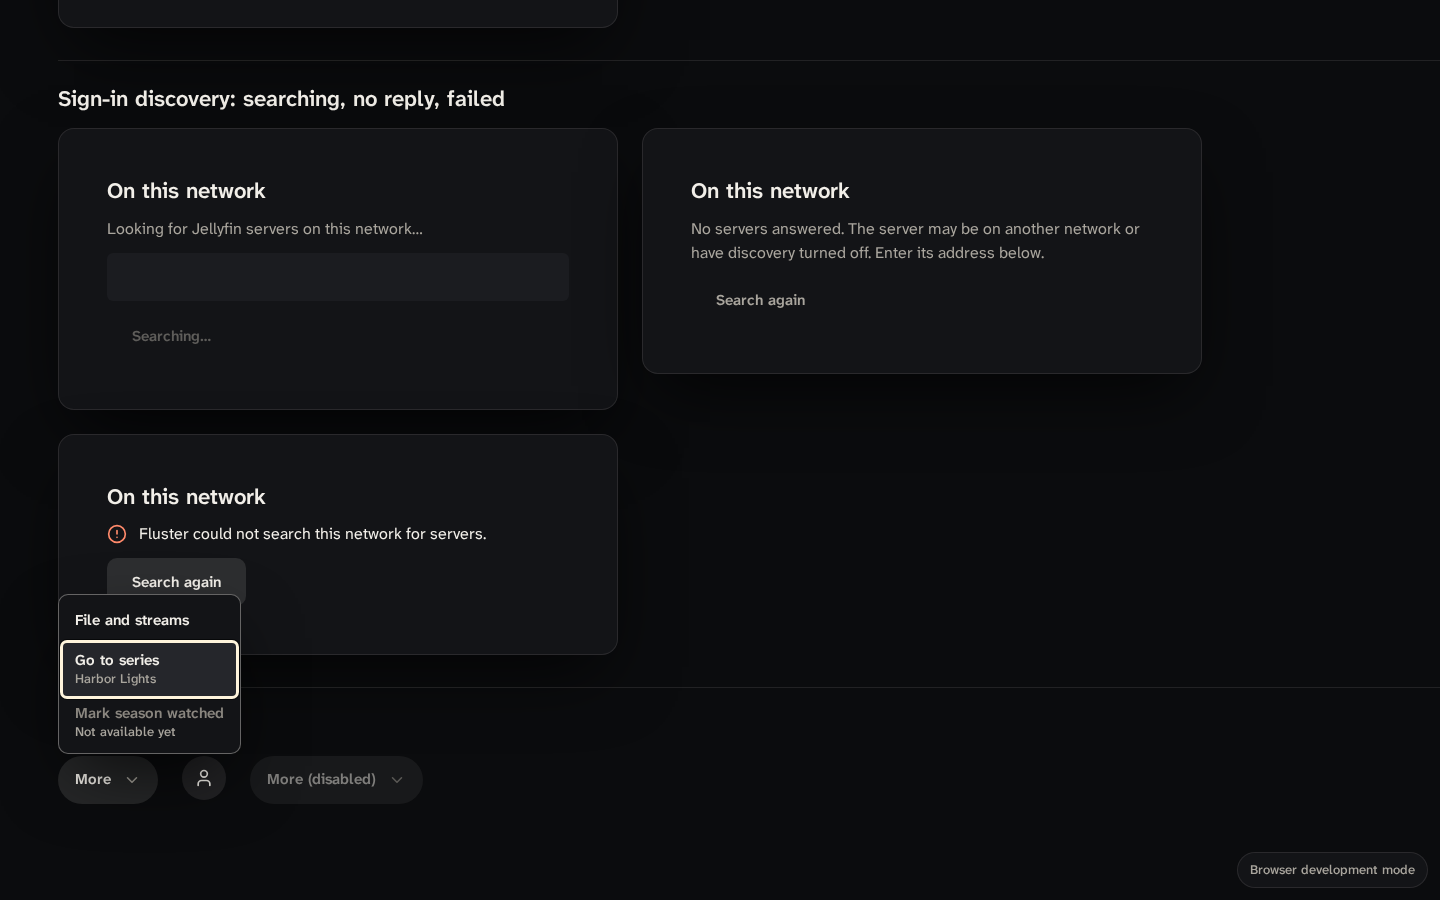 Sign-in discovery: searching, no reply, failed
On this network
Looking for Jellyfin servers on this network...
Searching...
On this network
No servers answered. The server may be on another network or
have discovery turned off. Enter its address below.
Search again
On this network
Fluster could not search this network for servers.
Search again
File and streams
Go to series
Harbor Lights
Mark season watched
Not available yet
More
More (disabled)
Browser development mode